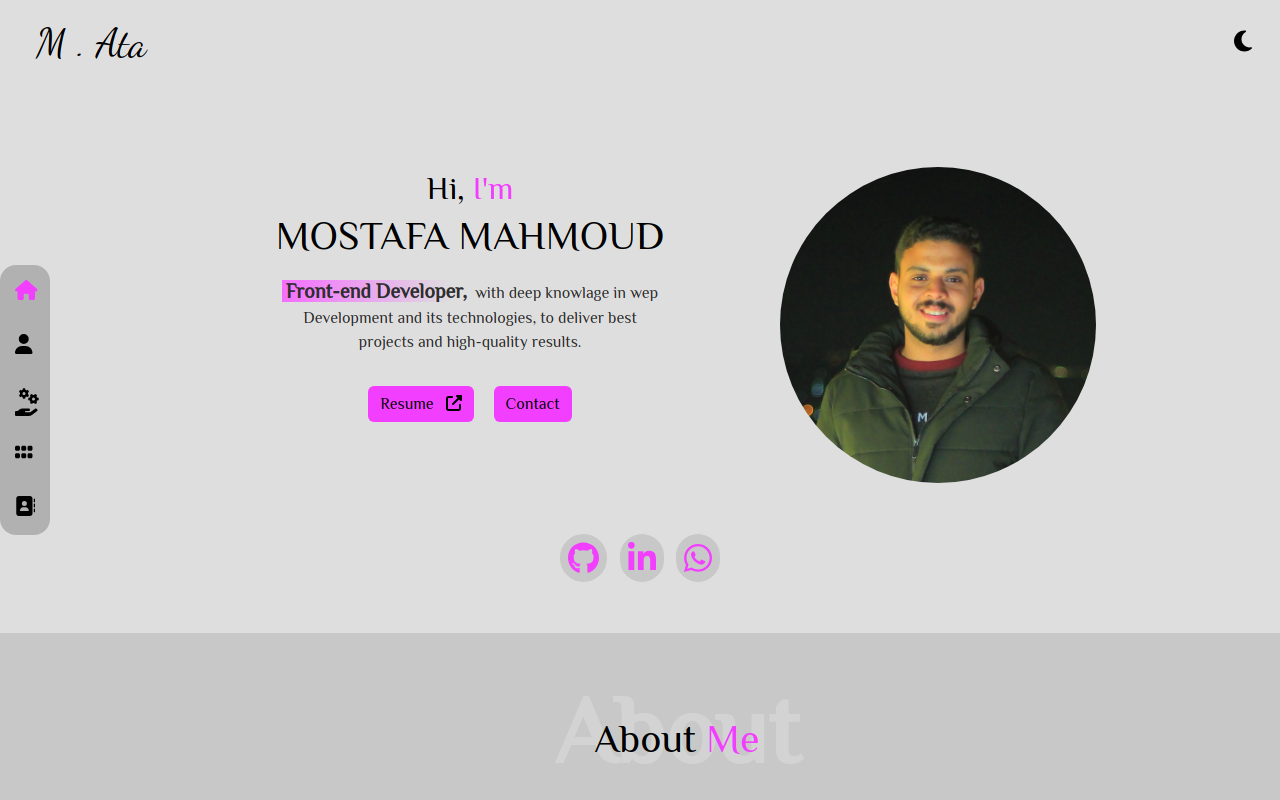 M . Ata
Hi, I'm
MOSTAFA MAHMOUD
Front-end Developer, with deep knowlage in wep
Development and its technologies, to deliver best
projects and high-quality results.
Resume
Contact
in
About
About Me